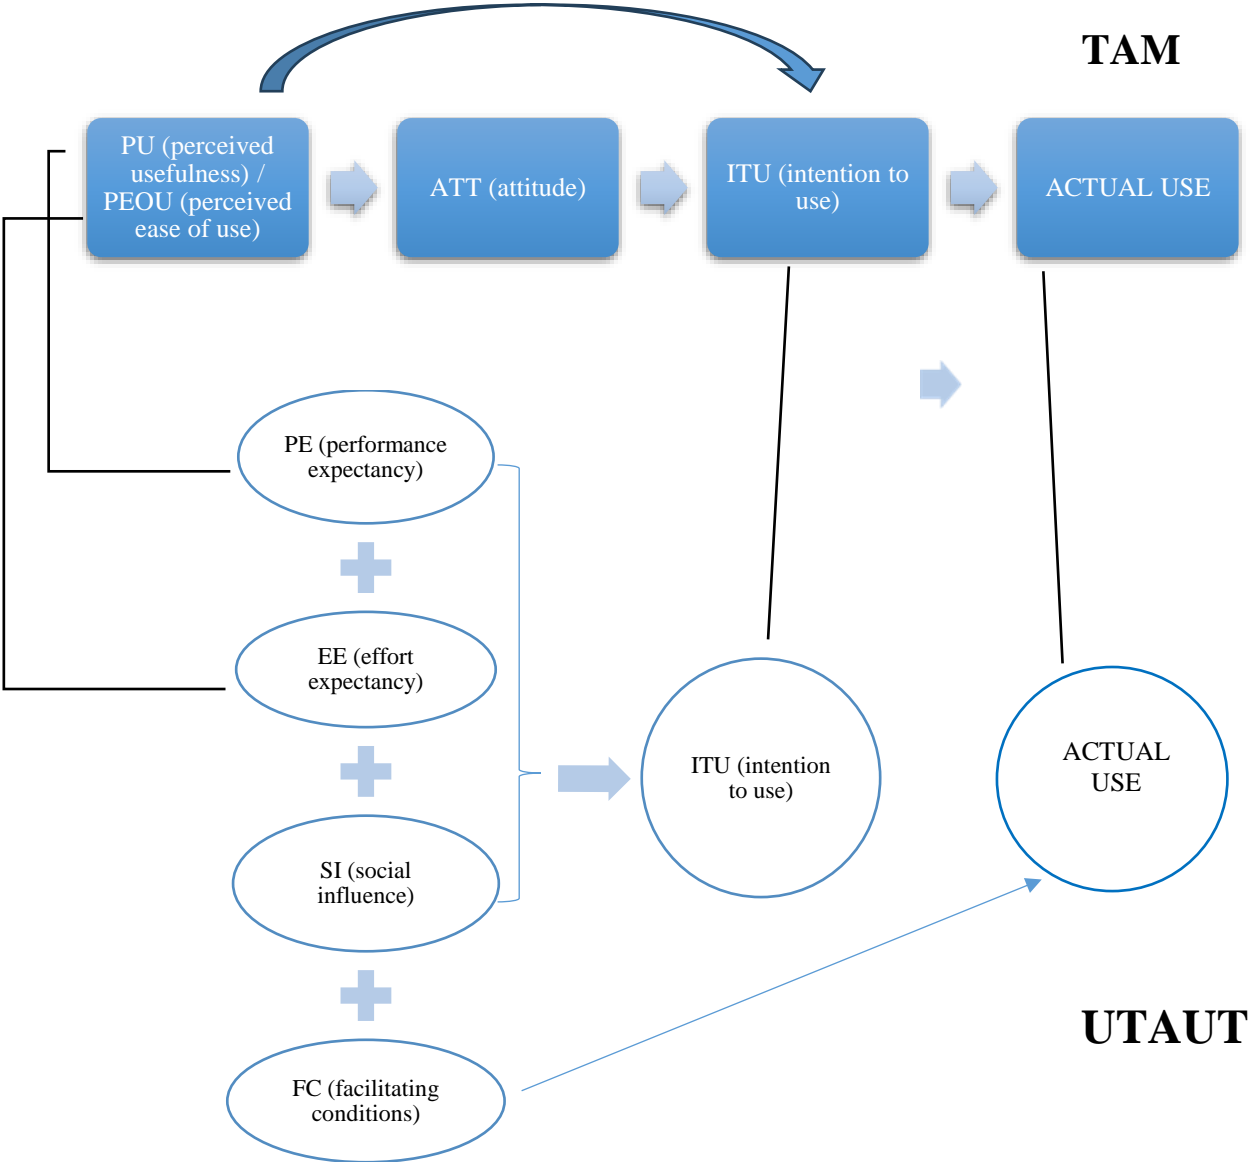 TAM
PU (perceived
usefulness) /
PEOU (perceived
ease of use)
ATT (attitude)
ITU (intention to
use)
ACTUAL USE
PE (performance
expectancy)
EE (effort
expectancy)
SI (social
influence)
FC (facilitating
conditions)
ITU (intention
to use)
ACTUAL
USE
UTAUT